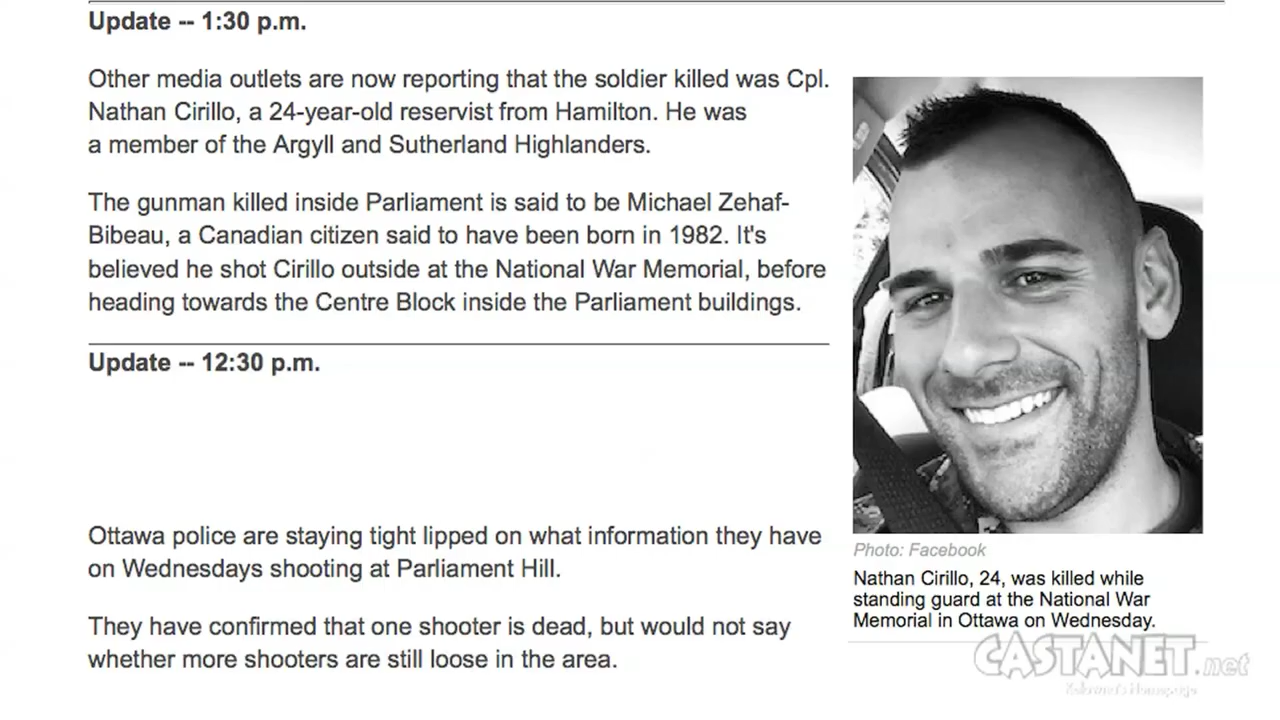 Update -- 1:30 p.m.
Other media outlets are now reporting that the soldier killed was Cpl.
Nathan Cirillo, a 24-year-old reservist from Hamilton. He was
a member of the Argyll and Sutherland Highlanders.
The gunman killed inside Parliament is said to be Michael Zehaf-
Bibeau, a Canadian citizen said to have been born in 1982. It's
believed he shot Cirillo outside at the National War Memorial, before
heading towards the Centre Block inside the Parliament buildings.
Update -- 12:30 p.m.
Ottawa police are staying tight lipped on what information they have
on Wednesdays shooting at Parliament Hill.
They have confirmed that one shooter is dead, but would not say
whether more shooters are still loose in the area.
Photo: Facebook
Nathan Cirillo, 24, was killed while
standing guard at the National War
Memorial in Ottawa on Wednesday.
CASTANET.net
Kelowna's Homepage